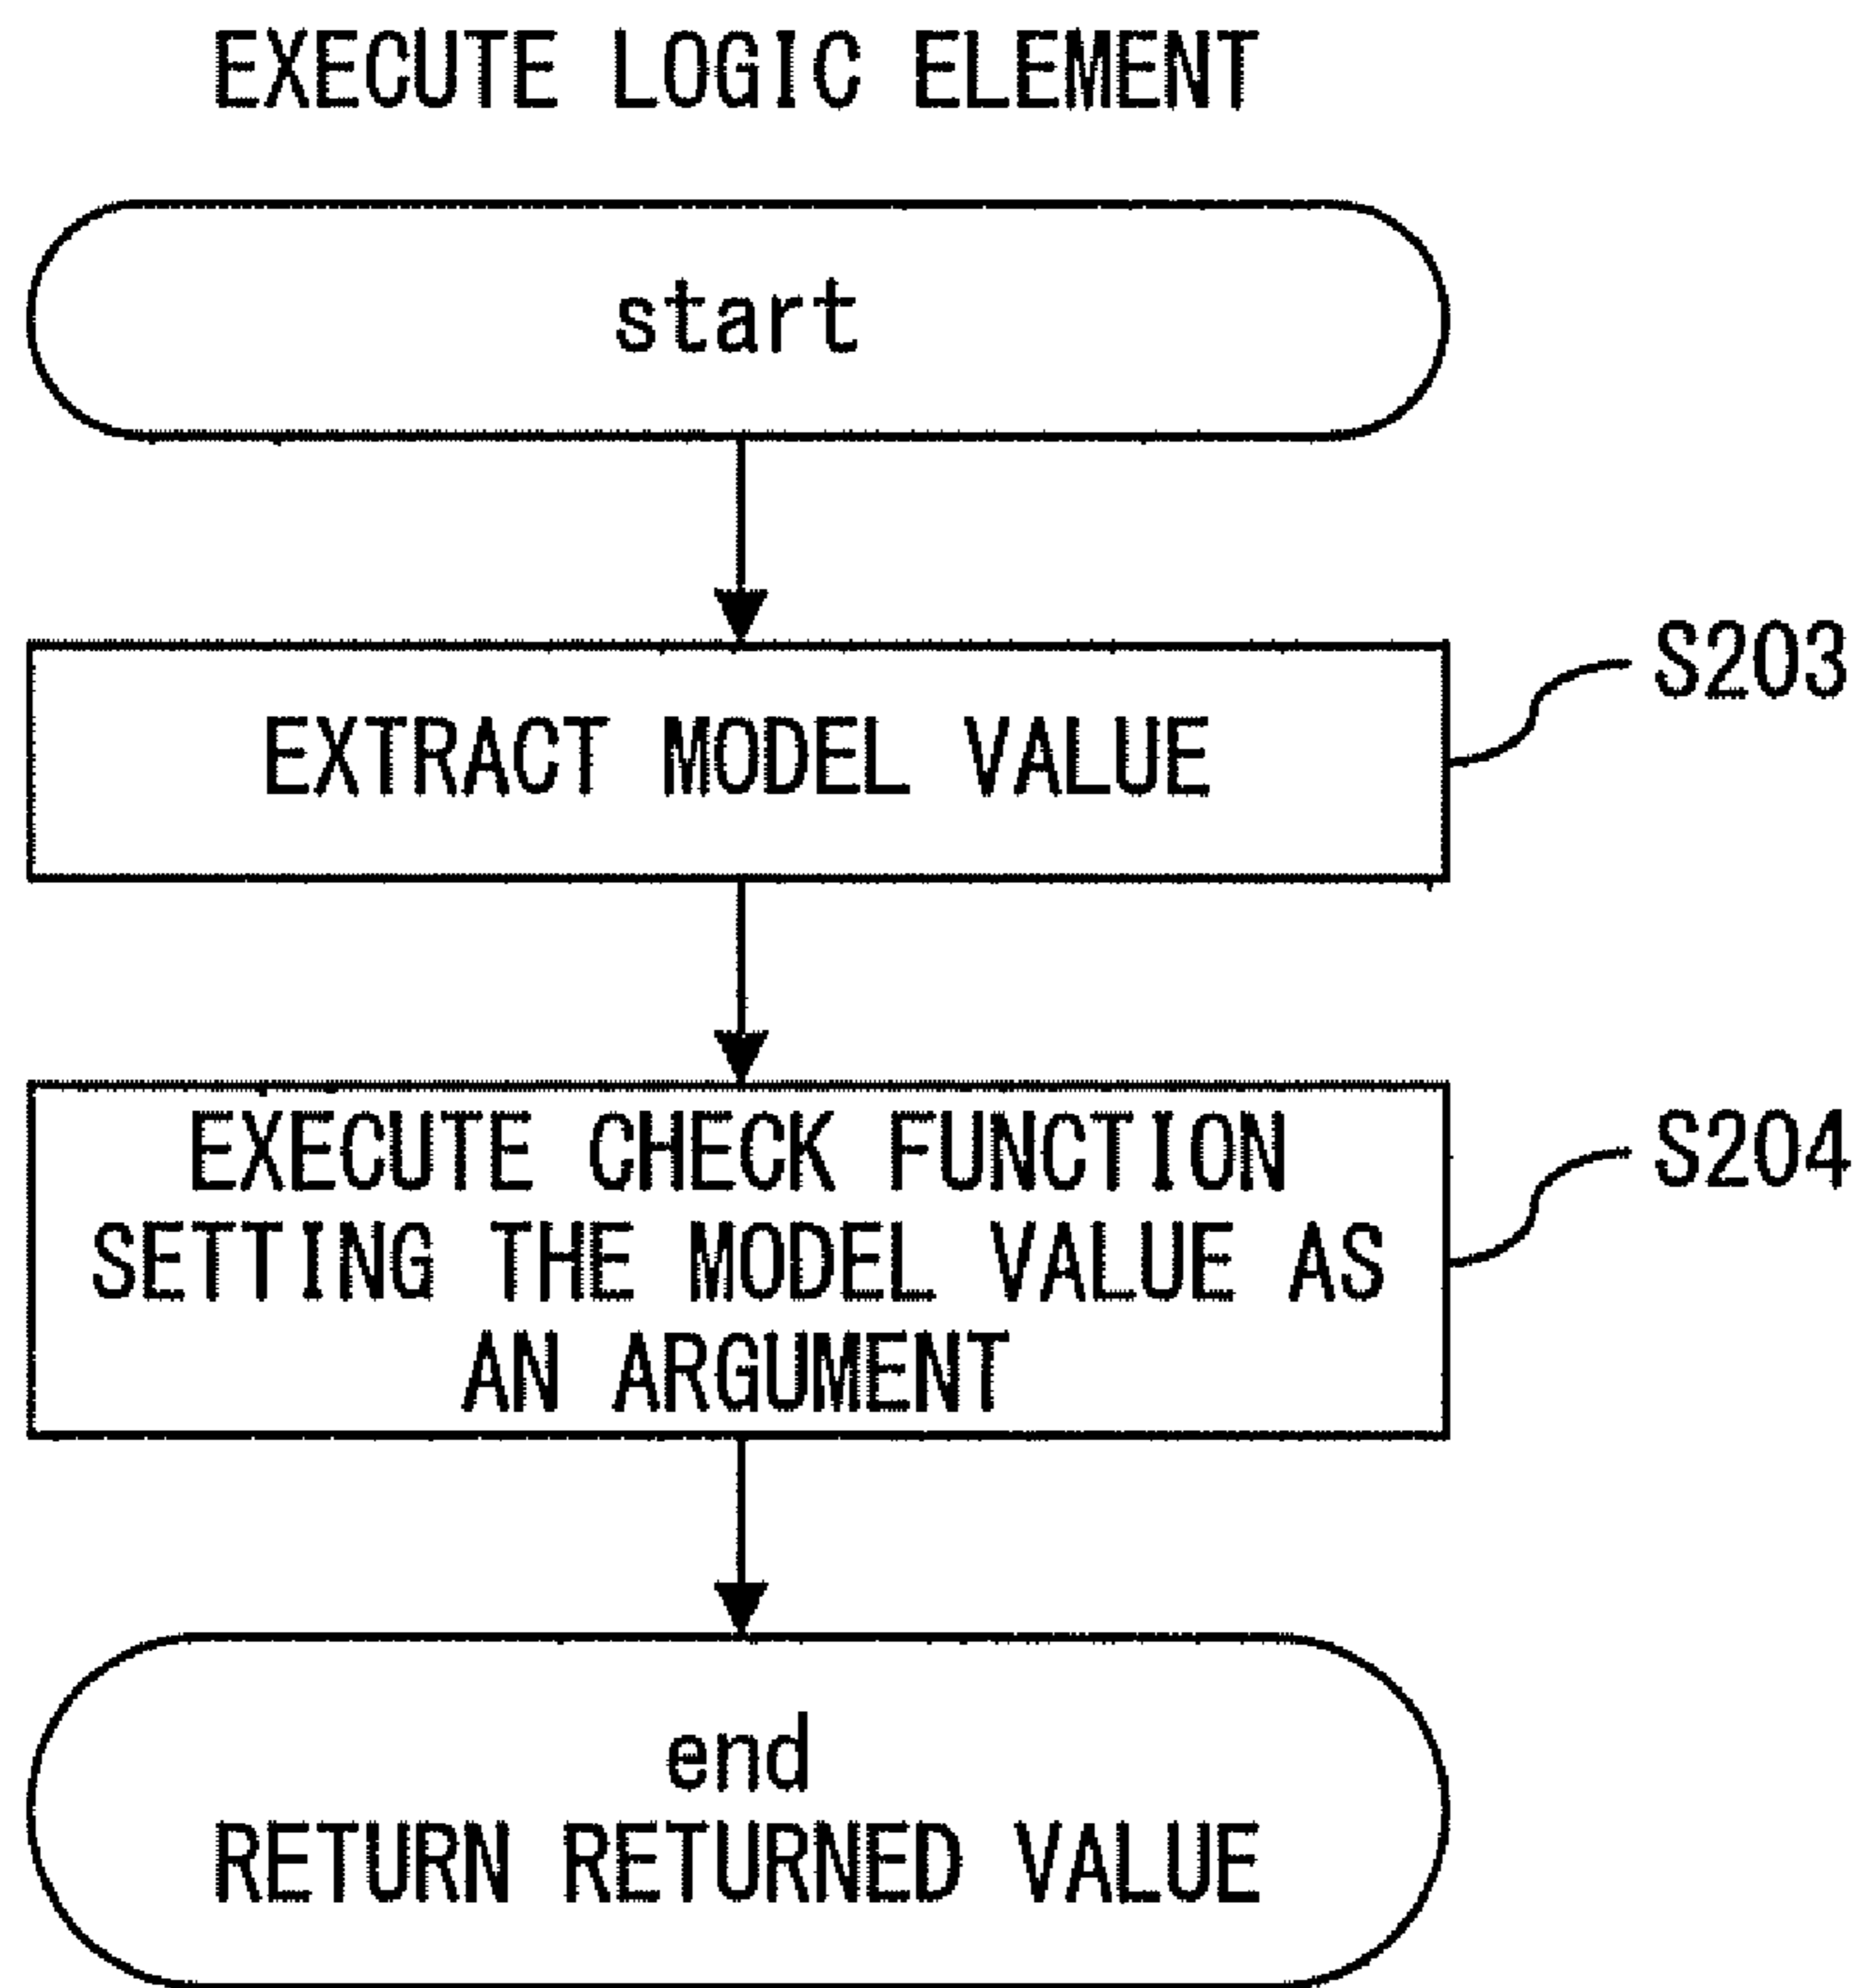 EXECUTE LOGIC ELEMENT
start
EXTRACT MODEL VALUE
S203
EXECUTE CHECK FUNCTION
SETTING THE MODEL VALUE AS
AN ARGUMENT
S204
end
RETURN RETURNED VALUE